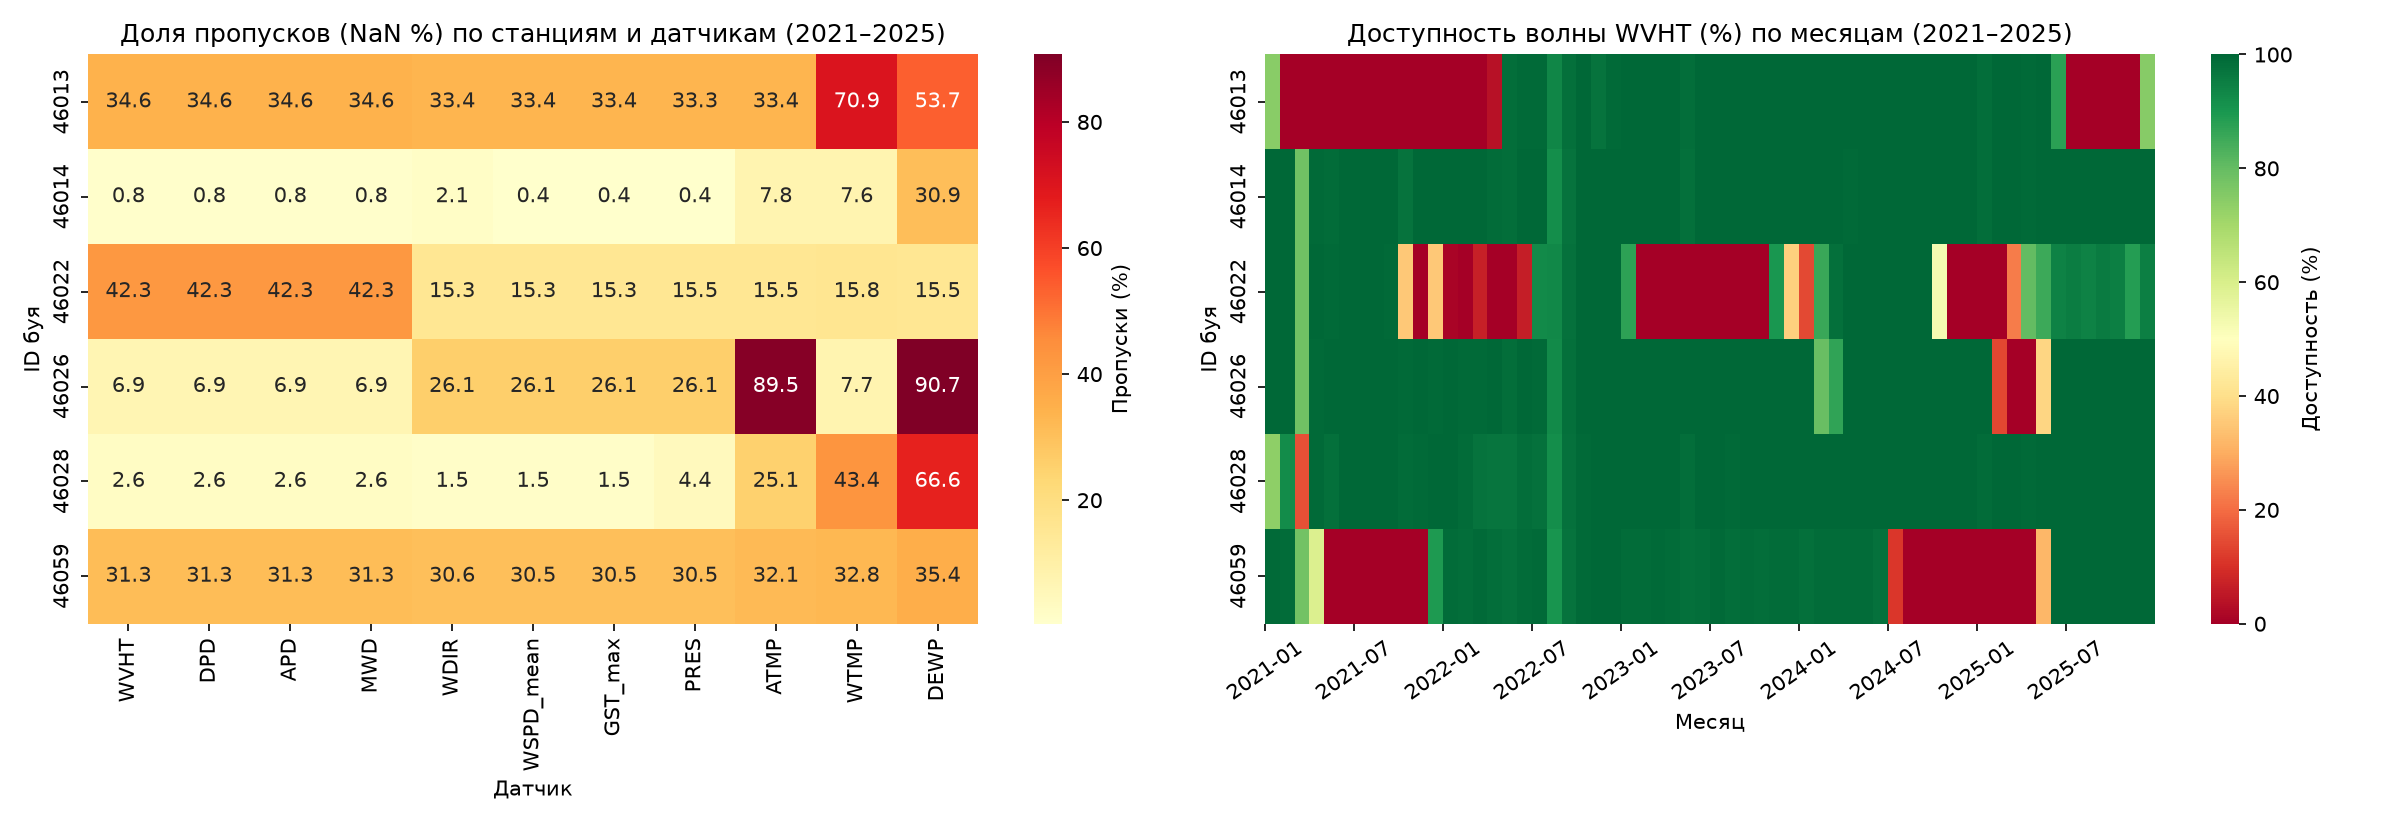 Доля пропусков (NaN %) по станциям и датчикам (2021–2025)
ID буя
46013
34.6 34.6 34.6 34.6 33.4 33.4 33.4 33.3 33.4 70.9 53.7
46014
0.8 0.8 0.8 0.8 2.1 0.4 0.4 0.4 7.8 7.6 30.9
46022
42.3 42.3 42.3 42.3 15.3 15.3 15.3 15.5 15.5 15.8 15.5
46026
6.9 6.9 6.9 6.9 26.1 26.1 26.1 26.1 89.5 7.7 90.7
46028
2.6 2.6 2.6 2.6 1.5 1.5 1.5 4.4 25.1 43.4 66.6
46059
31.3 31.3 31.3 31.3 30.6 30.5 30.5 30.5 32.1 32.8 35.4
WVHT DPD APD MWD WDIR WSPD_mean GST_max PRES ATMP WTMP DEWP
Датчик
80
60
40
20
Пропуски (%)
Доступность волны WVHT (%) по месяцам (2021–2025)
ID буя
46013
46014
46022
46026
46028
46059
2021-01 2021-07 2022-01 2022-07 2023-01 2023-07 2024-01 2024-07 2025-01 2025-07
Месяц
100
80
60
40
20
0
Доступность (%)